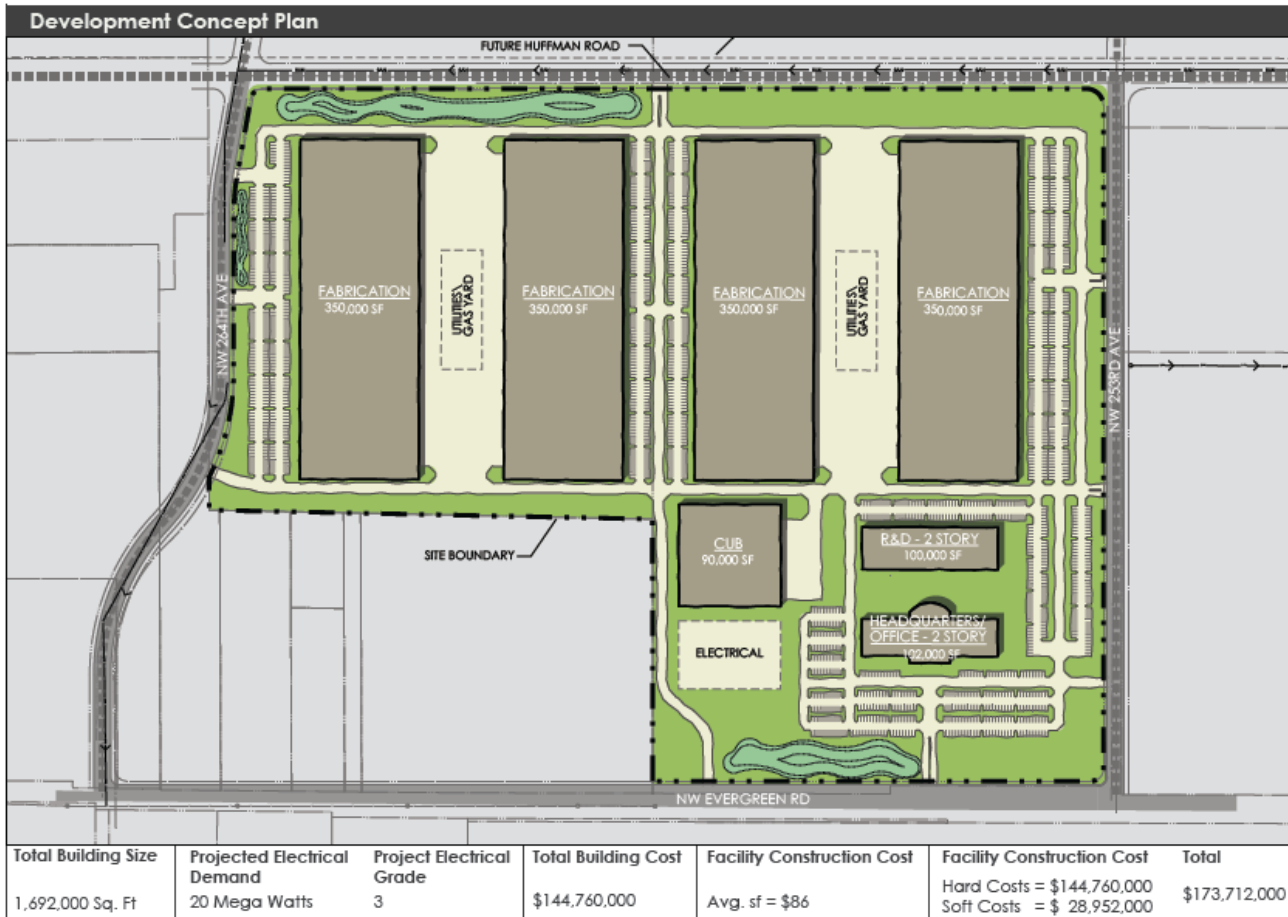 Development Concept Plan
FUTURE HUFFMAN ROAD
NW 264TH AVE
FABRICATION
350,000 SF
UTILITIES\
GAS YARD
FABRICATION
350,000 SF
FABRICATION
350,000 SF
UTILITIES\
GAS YARD
FABRICATION
350,000 SF
NW 253RD AVE
SITE BOUNDARY
CUB
90,000 SF
R&D - 2 STORY
100,000 SF
HEADQUARTERS/
OFFICE - 2 STORY
102,000 SF
ELECTRICAL
NW EVERGREEN RD
Total Building Size
1,692,000 Sq. Ft
Projected Electrical
Demand
20 Mega Watts
Project Electrical
Grade
3
Total Building Cost
$144,760,000
Facility Construction Cost
Avg. sf = $86
Facility Construction Cost
Hard Costs = $144,760,000
Soft Costs = $ 28,952,000
Total
$173,712,000